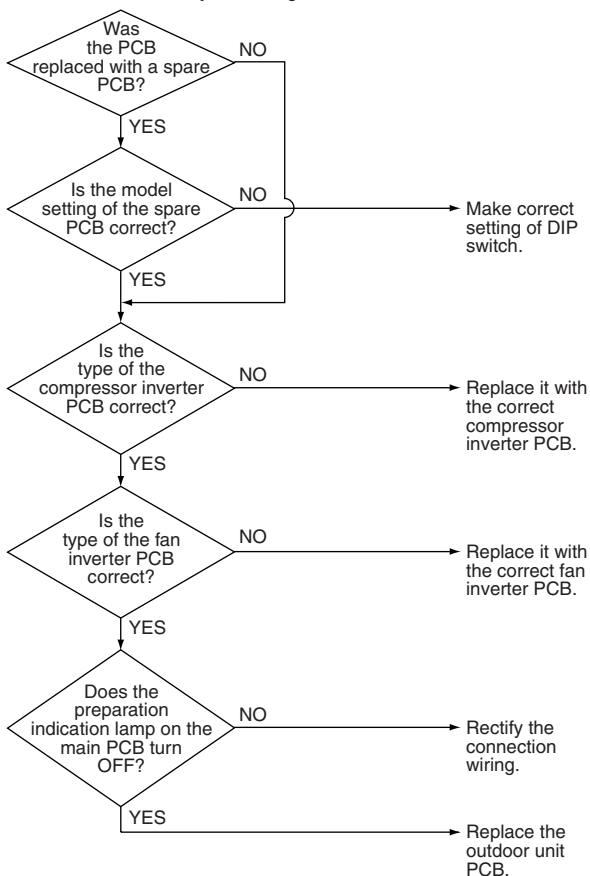 Was
the PCB
replaced with a spare
PCB?
NO
YES
Is the model
setting of the spare
PCB correct?
NO
Make correct
setting of DIP
switch.
YES
Is the
type of the
compressor inverter
PCB correct?
NO
Replace it with
the correct
compressor
inverter PCB.
YES
Is the
type of the fan
inverter PCB
correct?
NO
Replace it with
the correct fan
inverter PCB.
YES
Does the
preparation
indication lamp on the
main PCB turn
OFF?
NO
Rectify the
connection
wiring.
YES
Replace the
outdoor unit
PCB.